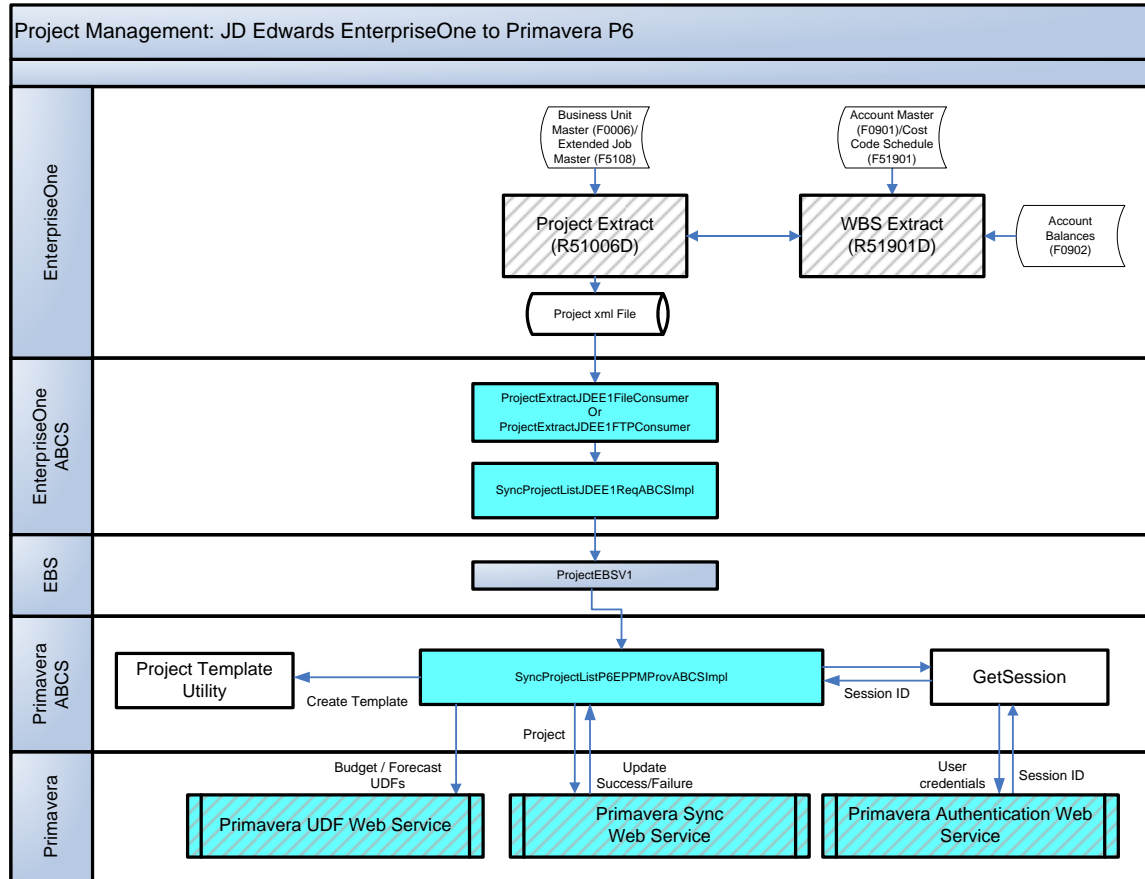 Project Management: JD Edwards EnterpriseOne to Primavera P6
EnterpriseOne
Business Unit
Master (F0006)/
Extended Job
Master (F5108)
Account Master
(F0901)/Cost
Code Schedule
(F51901)
Project Extract
(R51006D)
WBS Extract
(R51901D)
Account
Balances
(F0902)
Project xml File
EnterpriseOne
ABCS
ProjectExtractJDEE1FileConsumer
Or
ProjectExtractJDEE1FTPConsumer
SyncProjectListJDEE1ReqABCSImpl
EBS
ProjectEBSV1
Primavera
ABCS
Project Template
Utility
Create Template
SyncProjectListP6EPPMProvABCSImpl
Session ID
GetSession
Project
Primavera
Budget / Forecast
UDFs
Update
Success/Failure
User
credentials
Session ID
Primavera UDF Web Service
Primavera Sync
Web Service
Primavera Authentication Web
Service